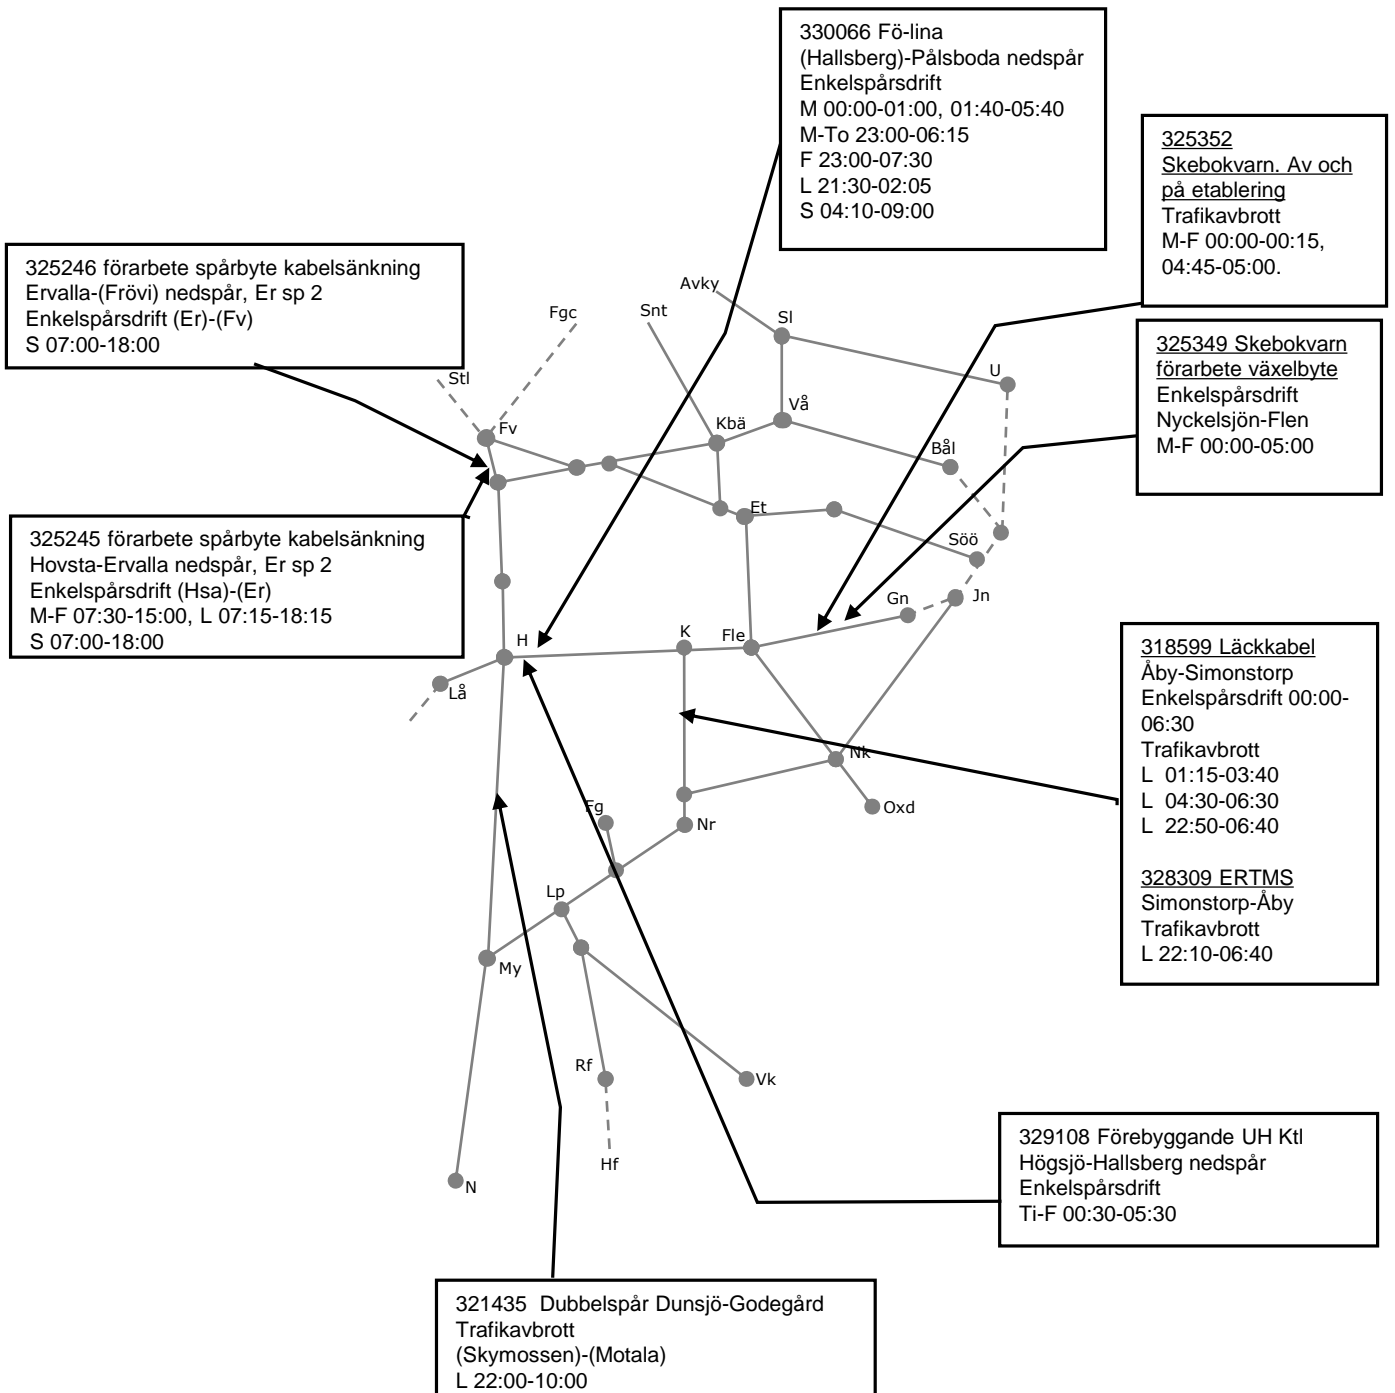 330066 Fö-lina
(Hallsberg)-Pålsboda nedspår
Enkelspårsdrift
M 00:00-01:00, 01:40-05:40
M-To 23:00-06:15
F 23:00-07:30
L 21:30-02:05
S 04:10-09:00
325352
Skebokvarn. Av och
på etablering
Trafikavbrott
M-F 00:00-00:15,
04:45-05:00.
325246 förarbete spårbyte kabelsänkning
Ervalla-(Frövi) nedspår, Er sp 2
Enkelspårsdrift (Er)-(Fv)
S 07:00-18:00
325349 Skebokvarn
förarbete växelbyte
Enkelspårsdrift
Nyckelsjön-Flen
M-F 00:00-05:00
Avky
Snt
Fgc
Sl
Stl
U
Vå
Kbä
Fv
Bål
Et
325245 förarbete spårbyte kabelsänkning
Hovsta-Ervalla nedspår, Er sp 2
Enkelspårsdrift (Hsa)-(Er)
M-F 07:30-15:00, L 07:15-18:15
S 07:00-18:00
Söö
Gn
Jn
H
K
Fle
Lå
318599 Läckkabel
Åby-Simonstorp
Enkelspårsdrift 00:00-
06:30
Trafikavbrott
L 01:15-03:40
L 04:30-06:30
L 22:50-06:40
328309 ERTMS
Simonstorp-Åby
Trafikavbrott
L 22:10-06:40
Nk
Oxd
Fg
Nr
Lp
My
Rf
Vk
Hf
N
329108 Förebyggande UH Ktl
Högsjö-Hallsberg nedspår
Enkelspårsdrift
Ti-F 00:30-05:30
321435 Dubbelspår Dunsjö-Godegård
Trafikavbrott
(Skymossen)-(Motala)
L 22:00-10:00